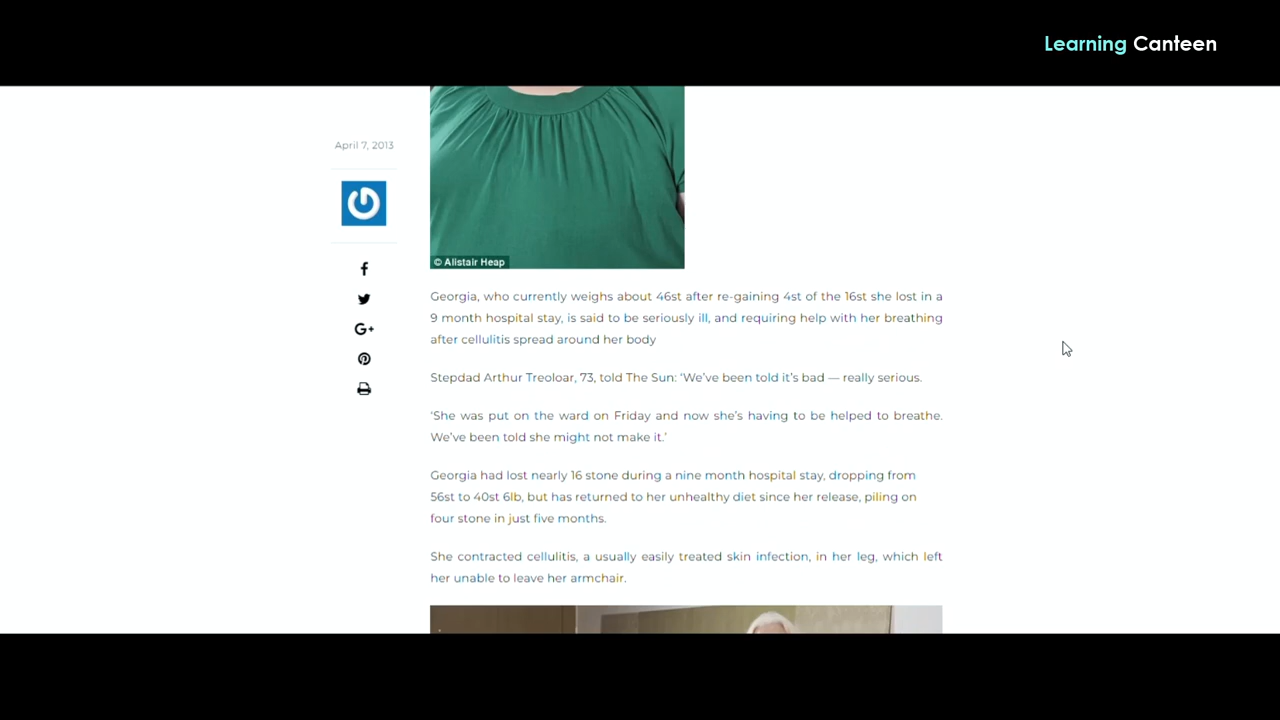 Learning Canteen
April 7, 2013
© Alistair Heap
Georgia, who currently weighs about 46st after re-gaining 4st of the 16st she lost in a
9 month hospital stay, is said to be seriously ill, and requiring help with her breathing
after cellulitis spread around her body
Stepdad Arthur Treoloar, 73, told The Sun: ‘We’ve been told it’s bad — really serious.
‘She was put on the ward on Friday and now she’s having to be helped to breathe.
We’ve been told she might not make it.’
Georgia had lost nearly 16 stone during a nine month hospital stay, dropping from
56st to 40st 6lb, but has returned to her unhealthy diet since her release, piling on
four stone in just five months.
She contracted cellulitis, a usually easily treated skin infection, in her leg, which left
her unable to leave her armchair.